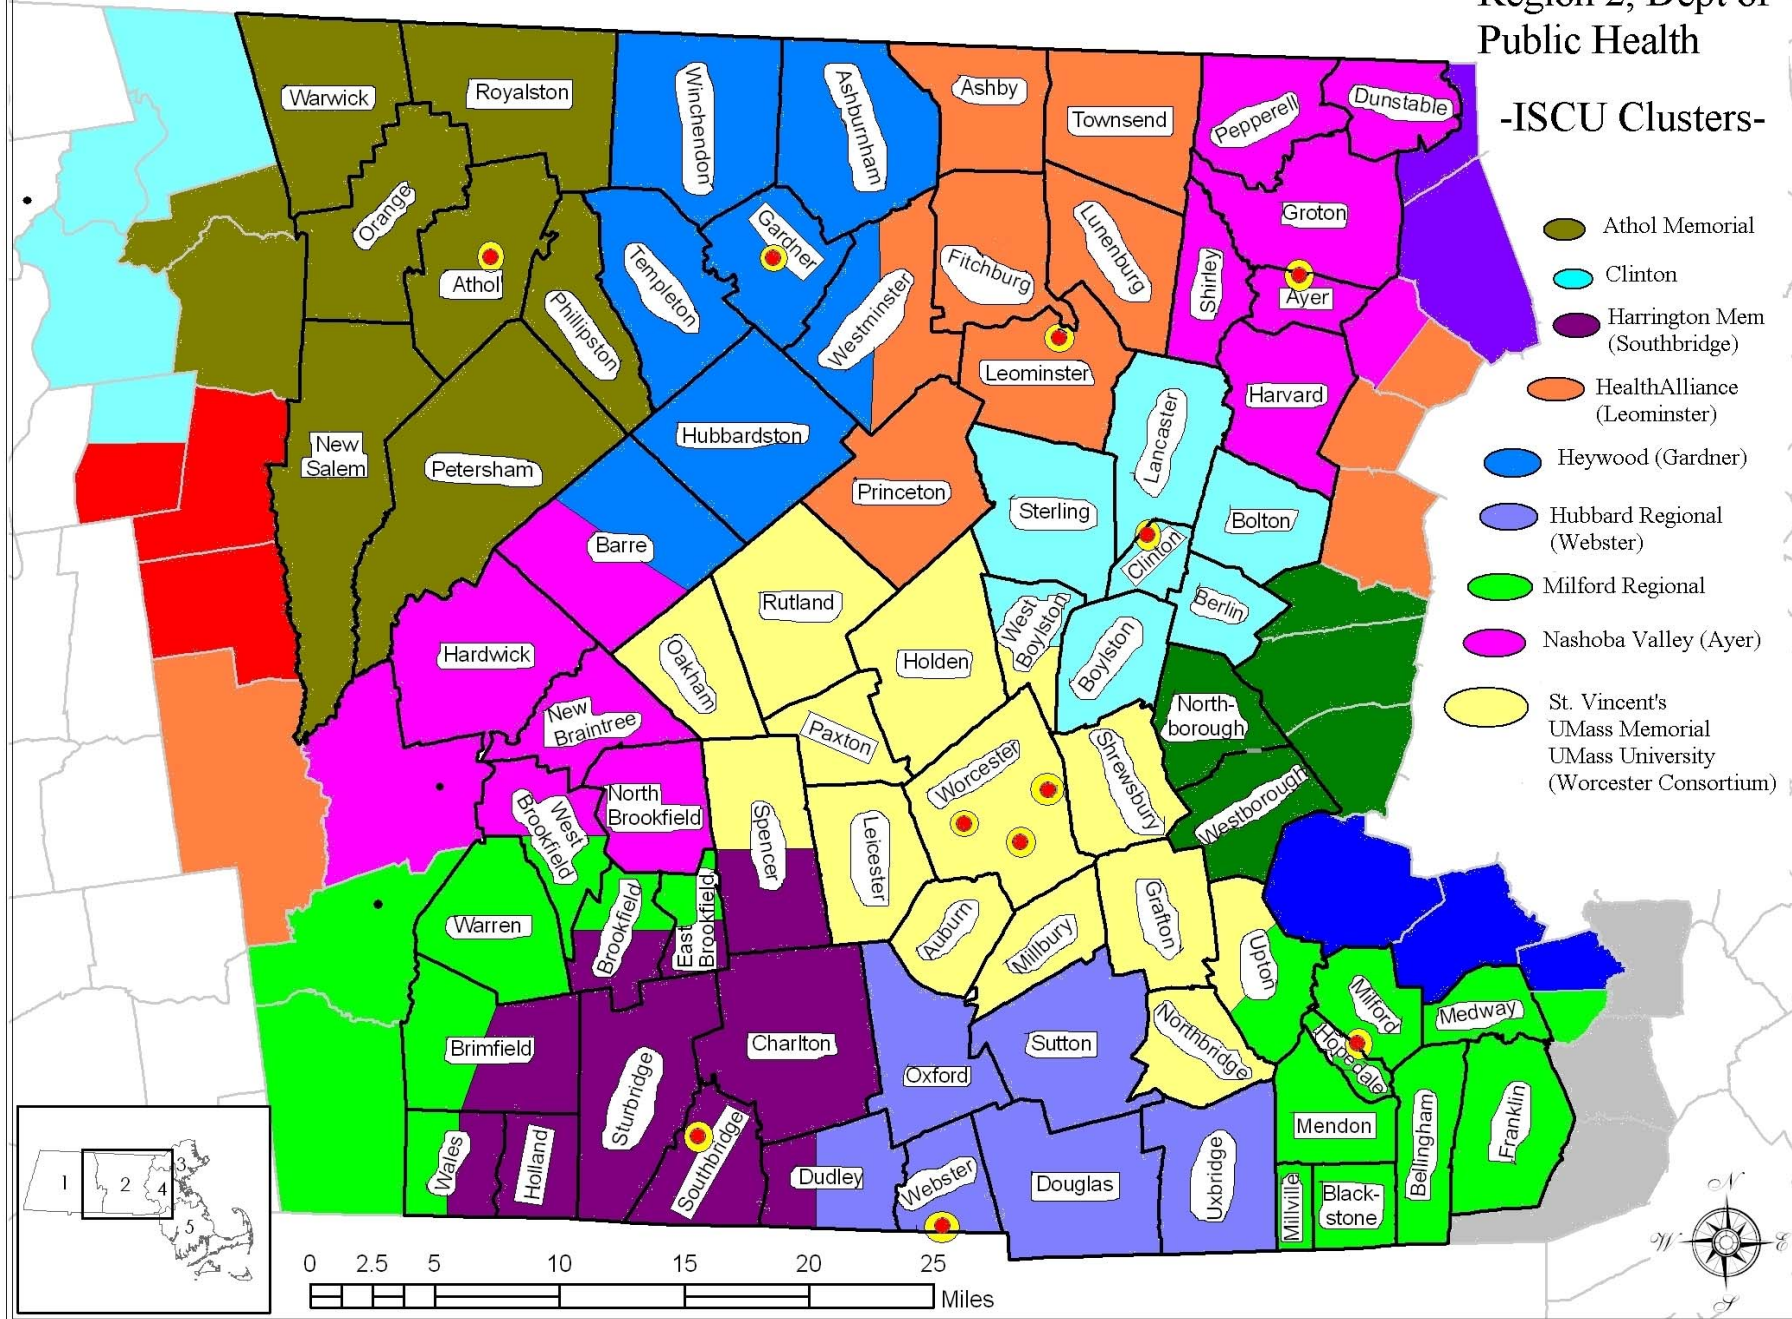 Region 2, Dept of
Public Health
-ISCU Clusters-
Athol Memorial
Clinton
Harrington Mem
(Southbridge)
HealthAlliance
(Leominster)
Heywood (Gardner)
Hubbard Regional
(Webster)
Milford Regional
Nashoba Valley (Ayer)
St. Vincent's
UMass Memorial
UMass University
(Worcester Consortium)
Warwick
Royalston
Winchendon
Ashburnham
Ashby
Townsend
Pepperell
Dunstable
Orange
Athol
Phillipston
Templeton
Gardner
Westminster
Fitchburg
Lunenburg
Shirley
Groton
Ayer
Leominster
Harvard
Lancaster
New
Salem
Petersham
Hubbardston
Princeton
Sterling
Bolton
Clinton
Barre
Rutland
Berlin
West
Boylston
Boylston
Hardwick
Oakham
Holden
North-
borough
New
Braintree
Paxton
Worcester
Shrewsbury
Westborough
West
Brookfield
North
Brookfield
Spencer
Leicester
Warren
Brookfield
East
Brookfield
Auburn
Millbury
Grafton
Upton
Milford
Medway
Brimfield
Sturbridge
Charlton
Oxford
Sutton
Northbridge
Hopedale
Mendon
Bellingham
Franklin
Wales
Holland
Southbridge
Dudley
Webster
Douglas
Uxbridge
Millville
Black-
stone
1
2
3
4
5
0 2.5 5 10 15 20 25
Miles
N
W E
S